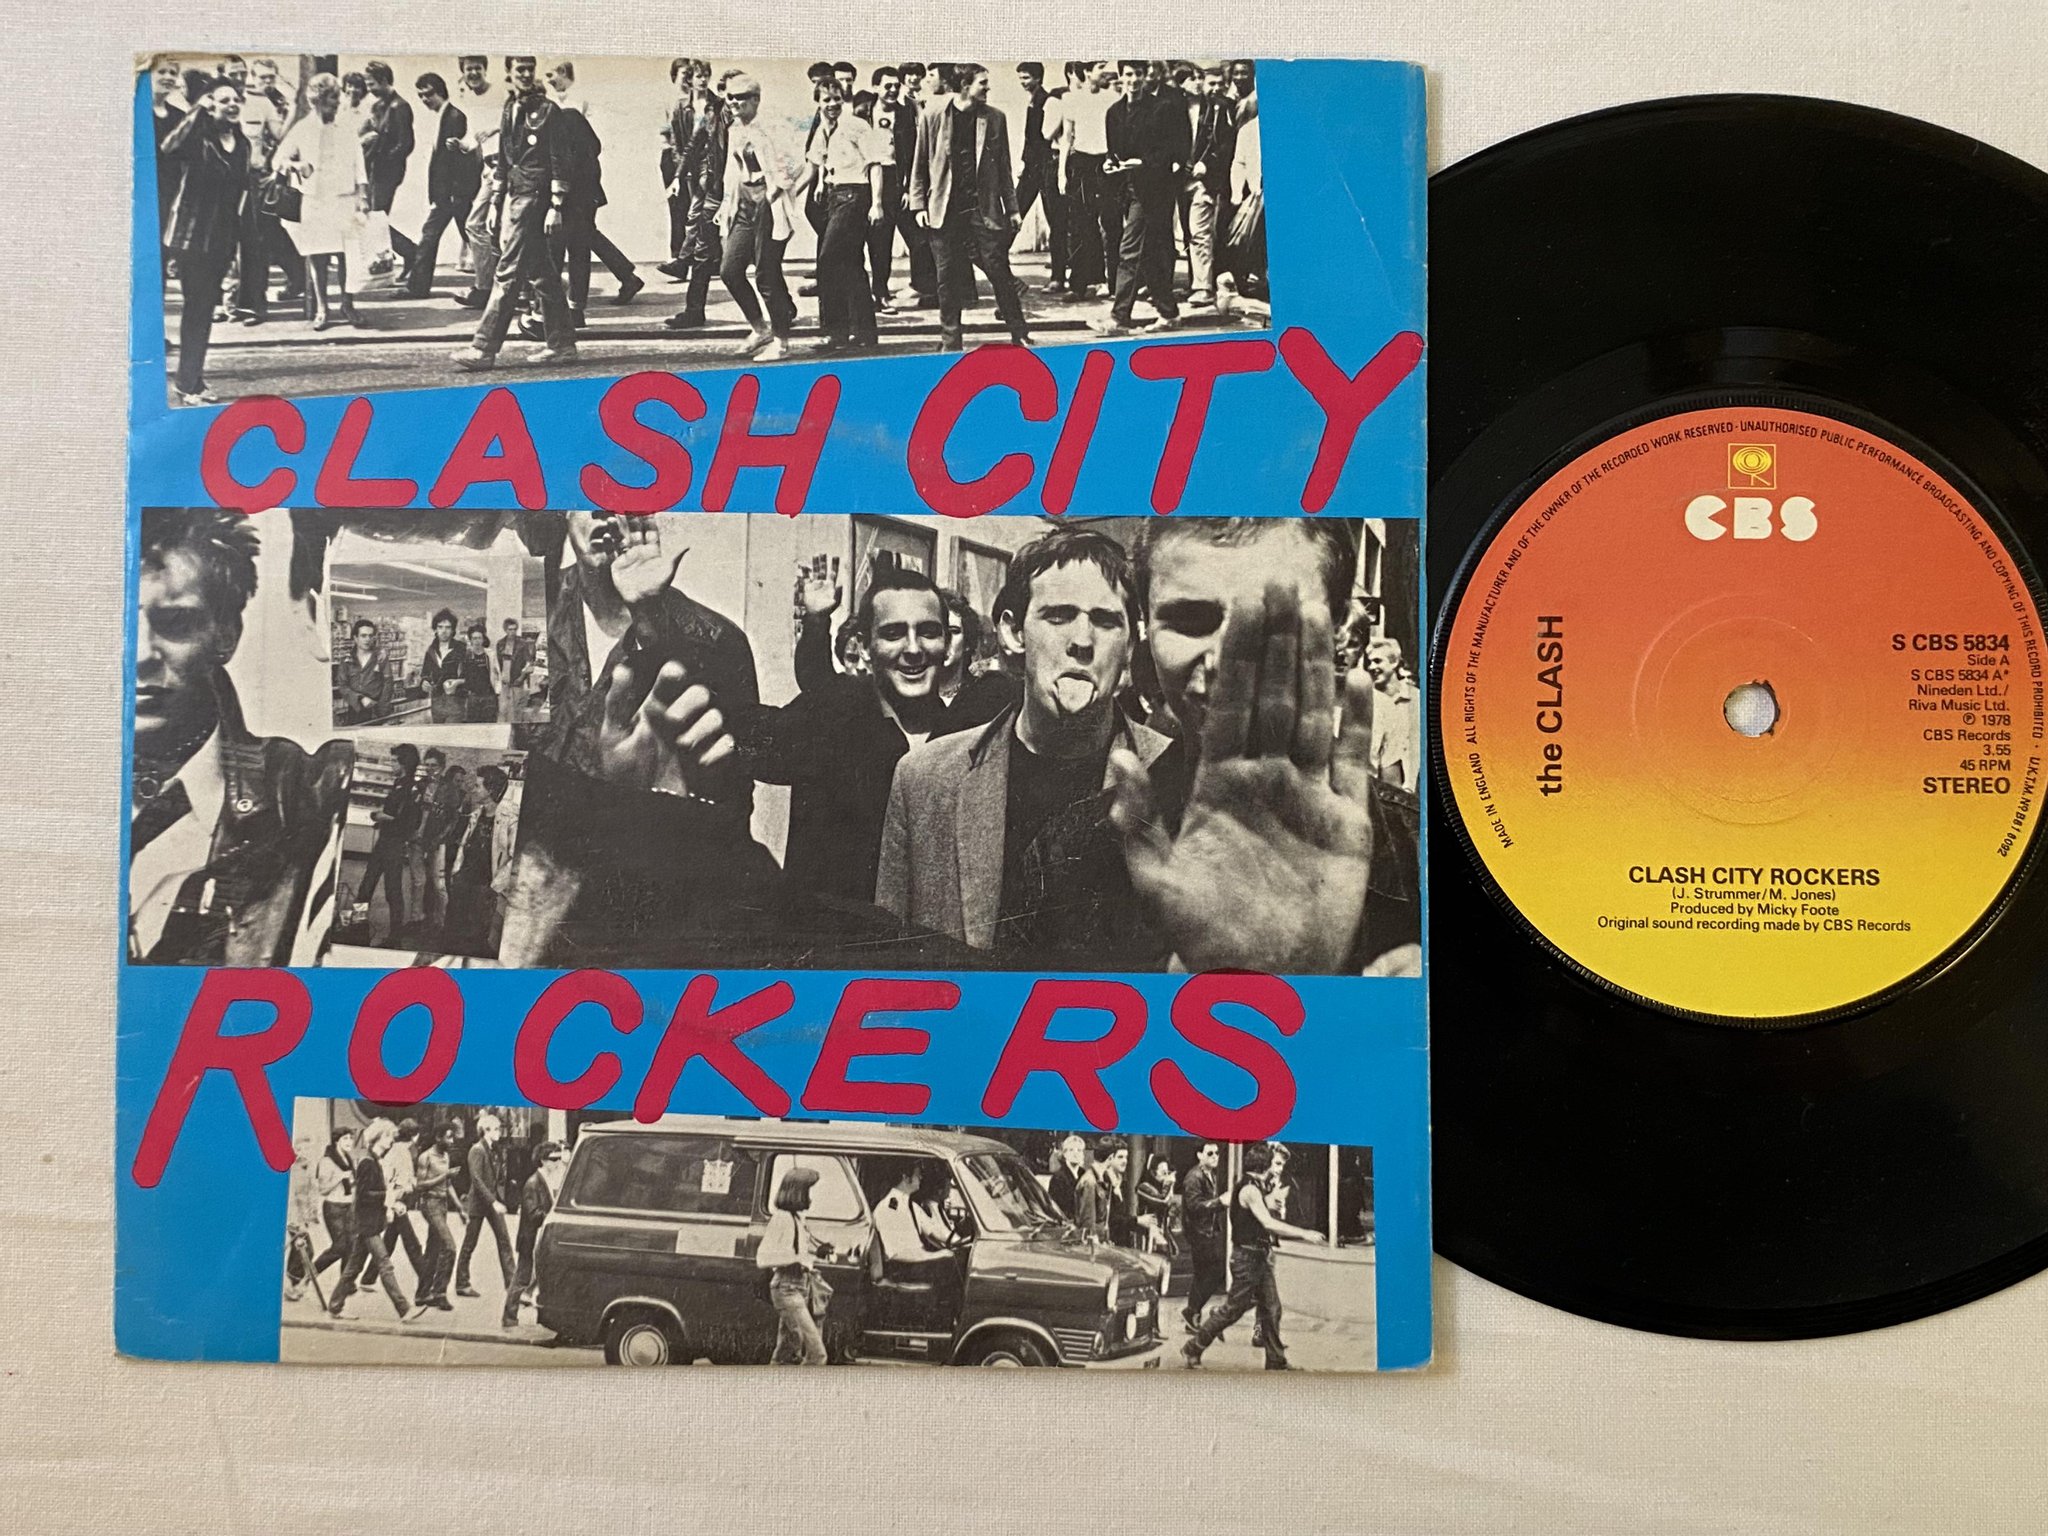 CLASH CITY
ROCKERS
ALL RIGHTS OF THE MANUFACTURER AND OF THE OWNER OF THE RECORDED WORK RESERVED · UNAUTHORISED PUBLIC PERFORMANCE BROADCASTING AND COPYING OF THIS RECORD PROHIBITED ·
MADE IN ENGLAND
CBS
the CLASH
S CBS 5834
Side A
S CBS 5834 A*
Nineden Ltd./
Riva Music Ltd.
℗ 1978
CBS Records
3.55
45 RPM
STEREO
CLASH CITY ROCKERS
(J. Strummer/M. Jones)
Produced by Micky Foote
Original sound recording made by CBS Records